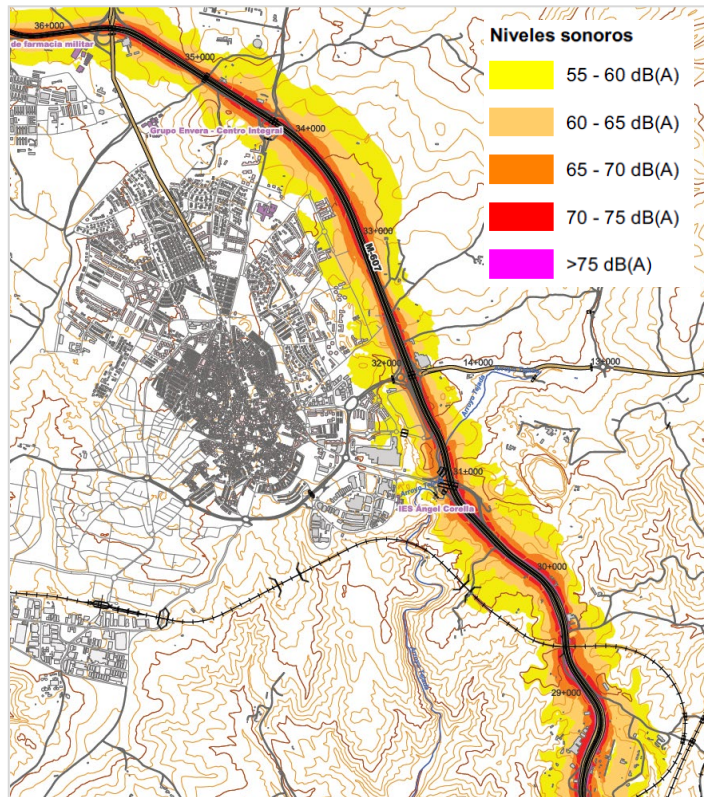 36+000
de farmacia militar
35+000
Grupo Envera - Centro Integral
34+000
33+000
M-607
32+000
14+000
13+000
Arroyo Tejada
31+000
IES Ángel Corella
30+000
29+000
Niveles sonoros
55 - 60 dB(A)
60 - 65 dB(A)
65 - 70 dB(A)
70 - 75 dB(A)
>75 dB(A)